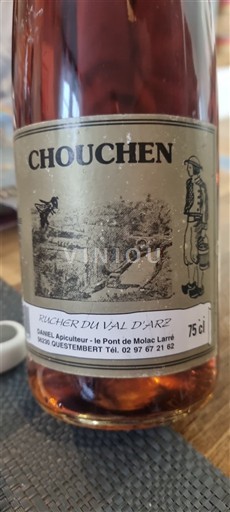 CHOUCHEN
VINIOU
RUCHER DU VAL D'ARZ
75 cl
DANIEL Apiculteur - le Pont de Molac Larré
56230 QUESTEMBERT Tél. 02 97 67 21 62